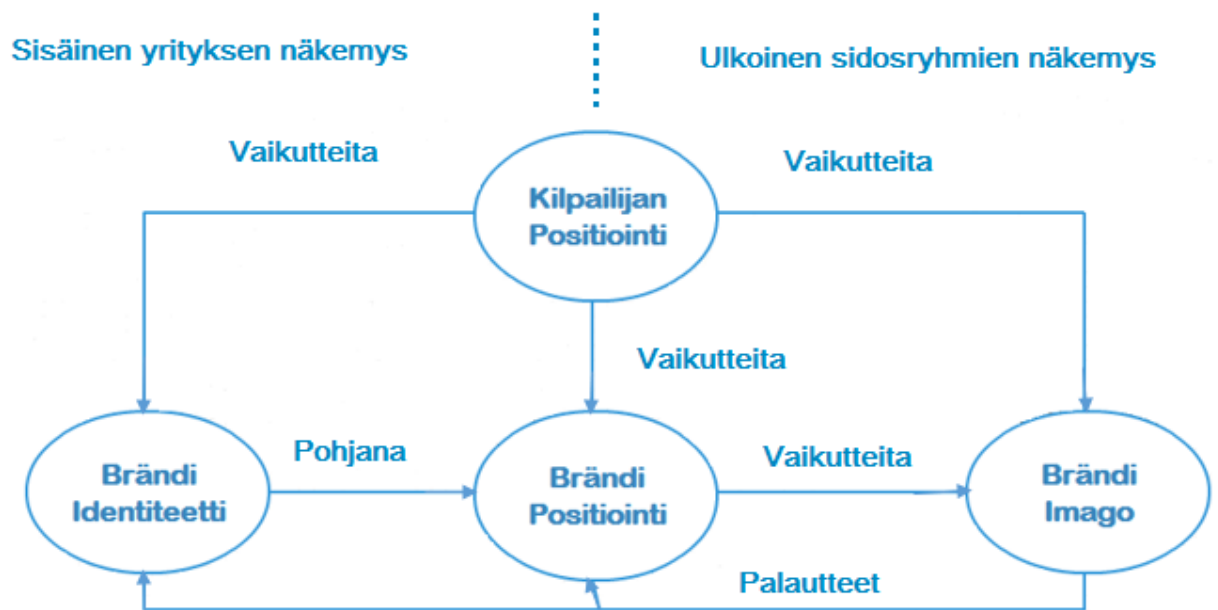 Sisäinen yrityksen näkemys
Ulkoinen sidosryhmien näkemys
Vaikutteita
Vaikutteita
Kilpailijan
Positiointi
Vaikutteita
Brändi
Identiteetti
Pohjana
Brändi
Positiointi
Vaikutteita
Brändi
Imago
Palautteet